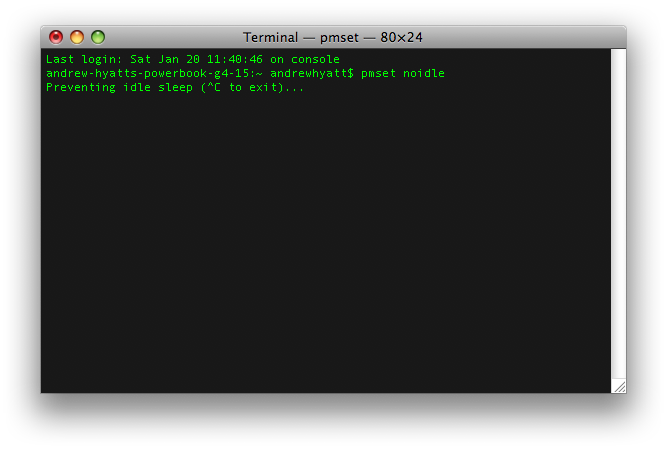 Terminal — pmset — 80×24
Last login: Sat Jan 20 11:40:46 on console
andrew-hyatts-powerbook-g4-15:~ andrewhyatt$ pmset noidle
Preventing idle sleep (^C to exit)...